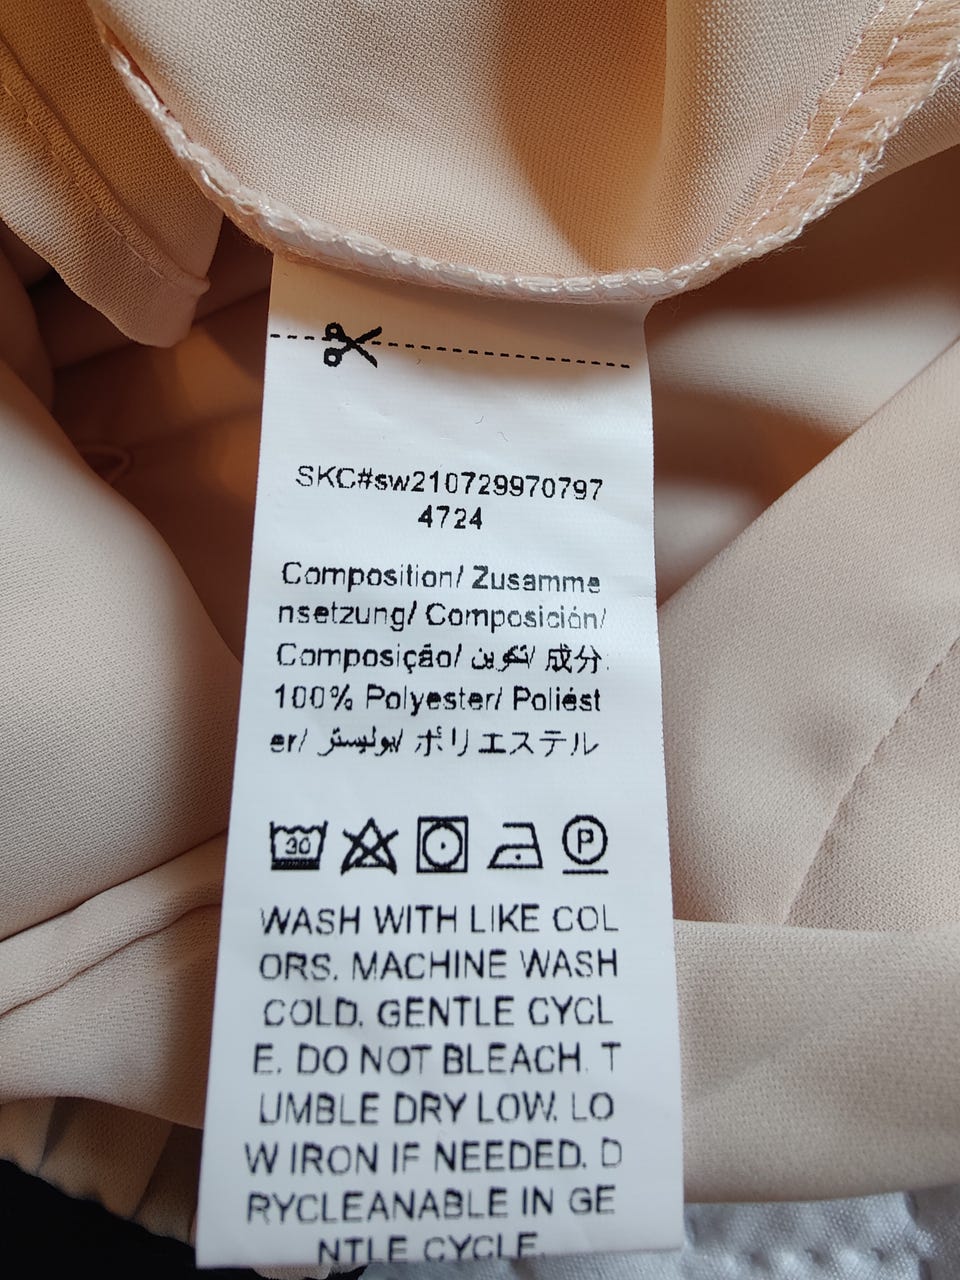 SKC#sw210729970797
4724
Composition/ Zusamme
nsetzung/ Composición/
Composição/ تكوين/ 成分:
100% Polyester/ Poliést
er/ بوليستر/ ポリエステル
30 P
WASH WITH LIKE COL
ORS. MACHINE WASH
COLD. GENTLE CYCL
E. DO NOT BLEACH. T
UMBLE DRY LOW. LO
W IRON IF NEEDED. D
RYCLEANABLE IN GE
NTLE CYCLE.